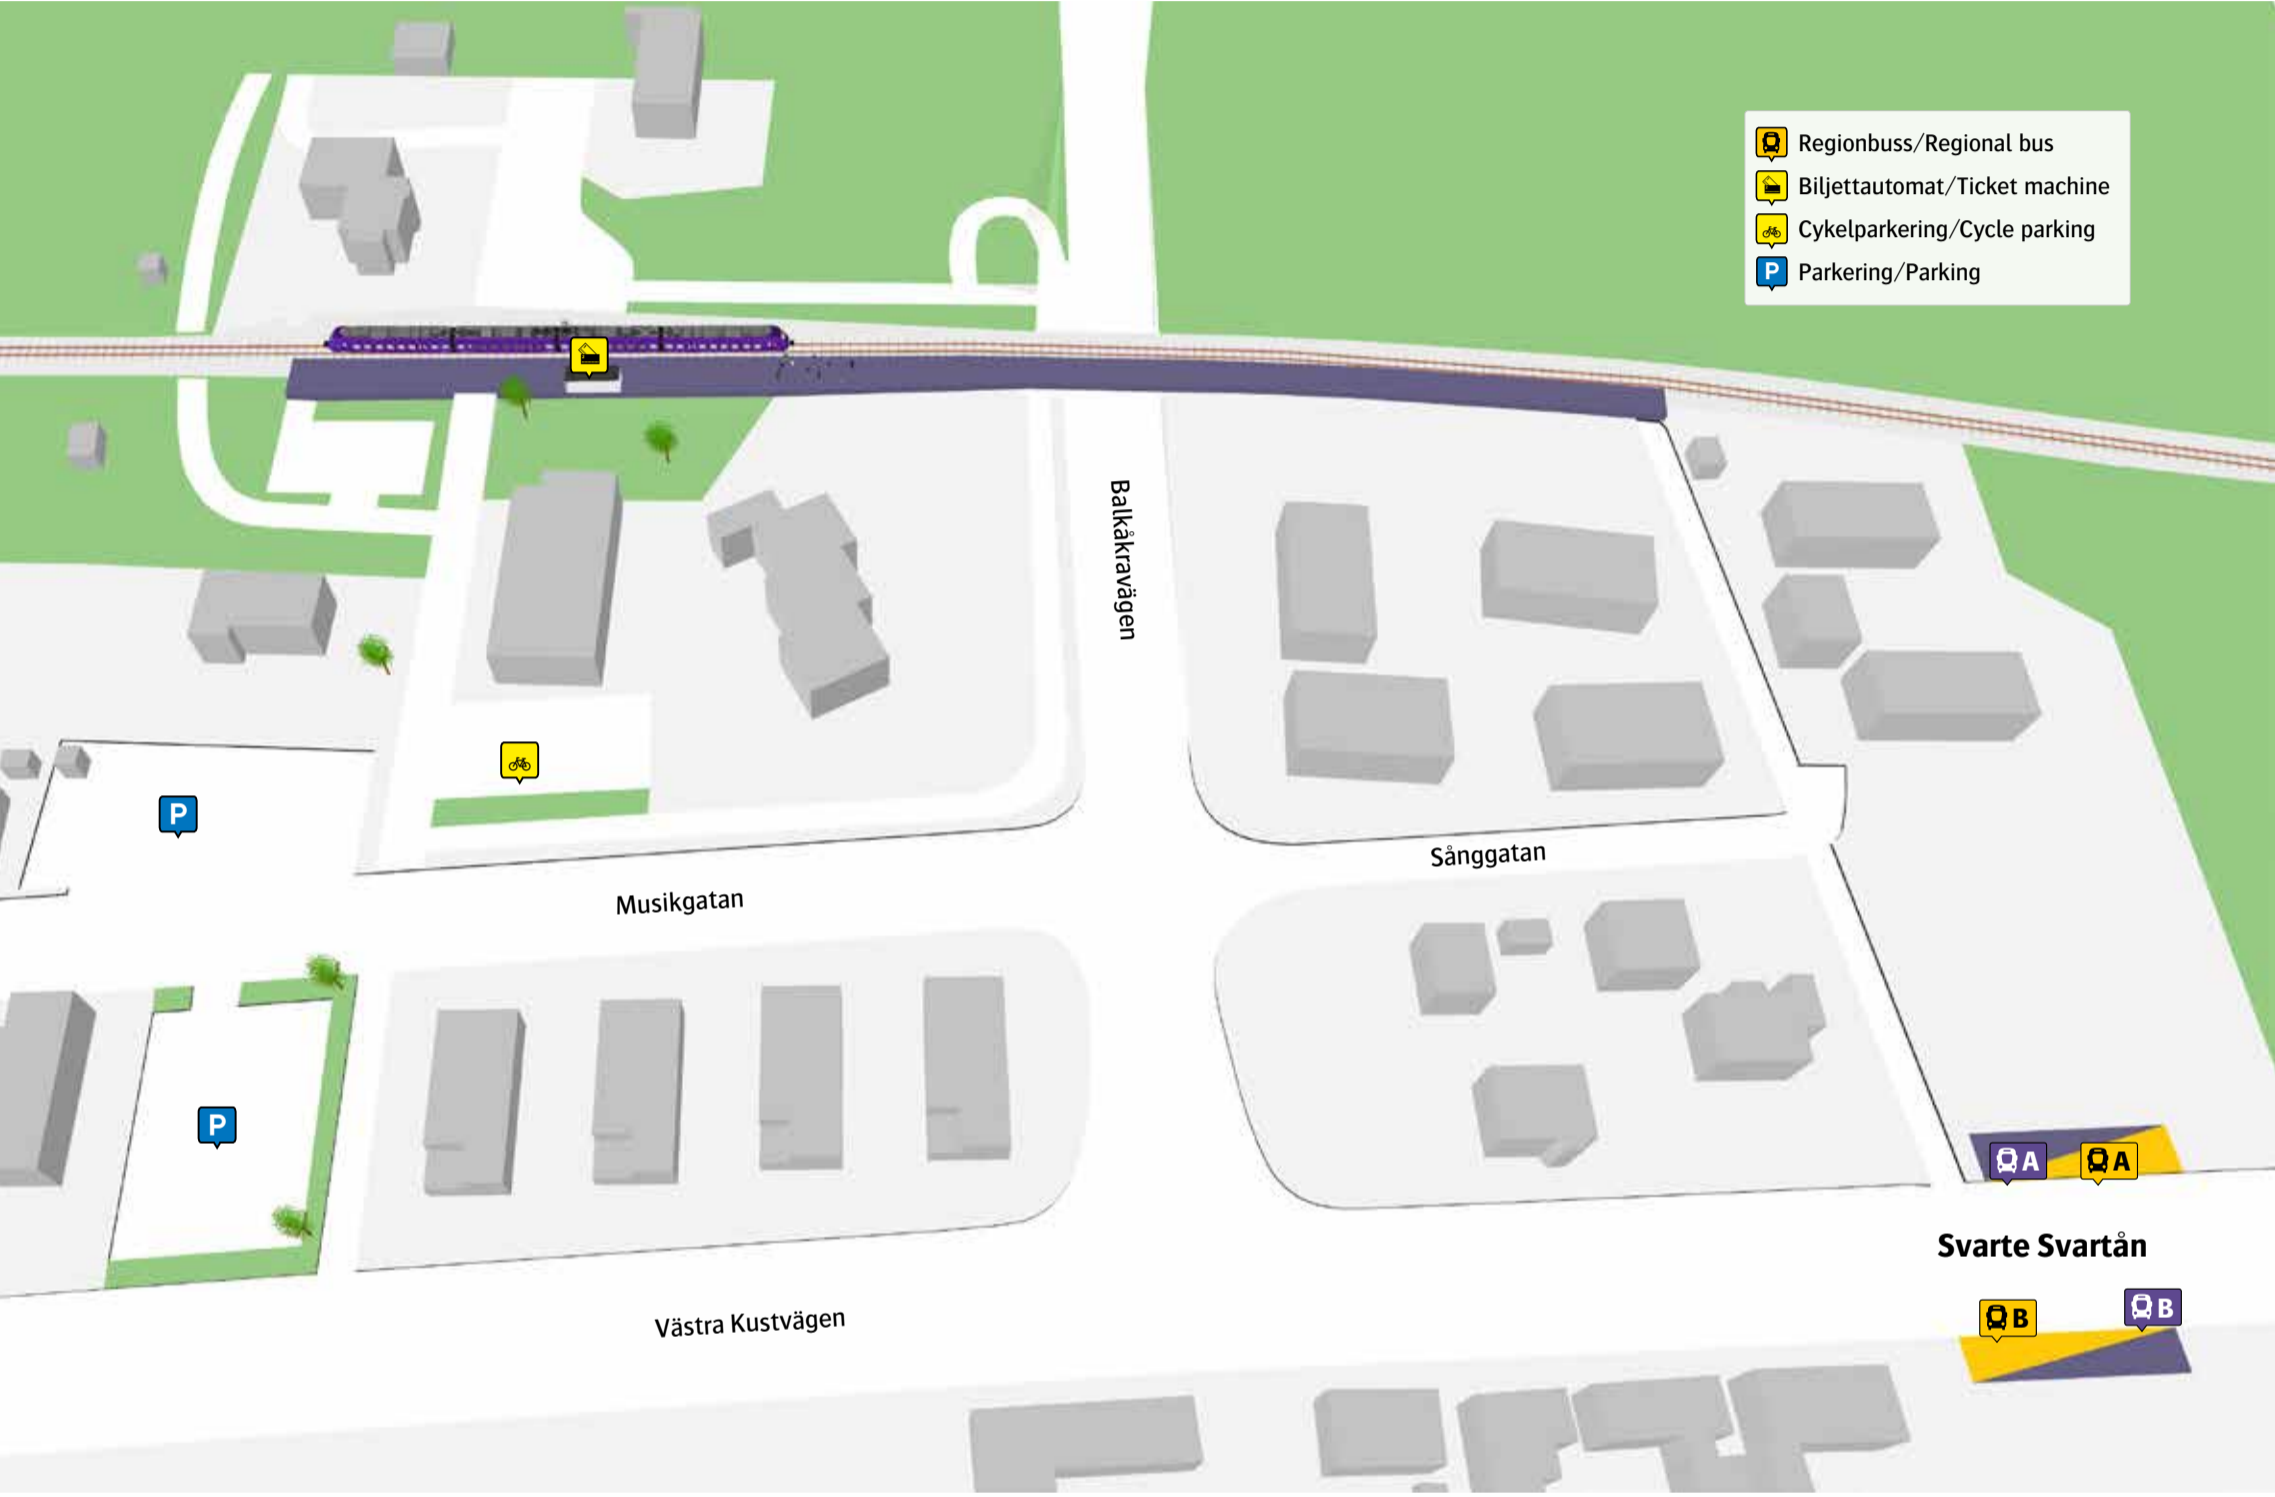 Regionbuss/Regional bus
Biljettautomat/Ticket machine
Cykelparkering/Cycle parking
P Parkering/Parking
Balkåkravägen
P
Sånggatan
Musikgatan
P
A A
Svarte Svartån
B B
Västra Kustvägen